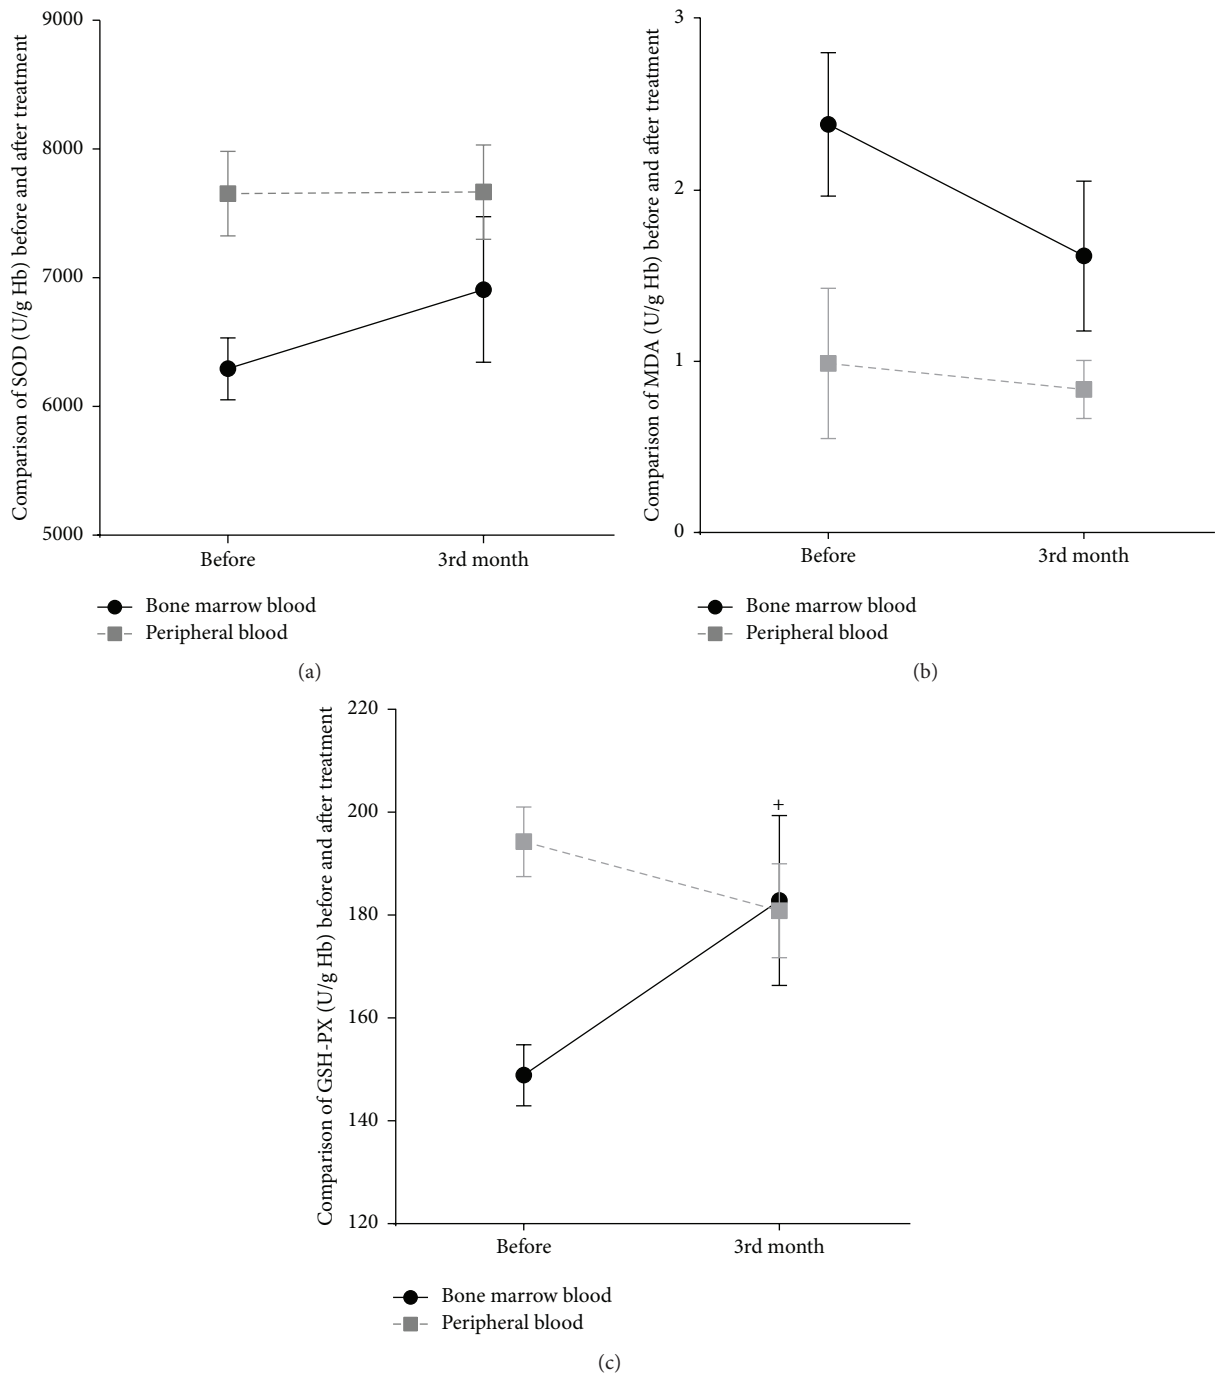 Comparison of SOD (U/g Hb) before and after treatment
9000
8000
7000
6000
5000
Before
3rd month
Bone marrow blood
Peripheral blood
(a)
Comparison of MDA (U/g Hb) before and after treatment
3
2
1
0
Before
3rd month
Bone marrow blood
Peripheral blood
(b)
Comparison of GSH-PX (U/g Hb) before and after treatment
220
200
180
160
140
120
+
Before
3rd month
Bone marrow blood
Peripheral blood
(c)